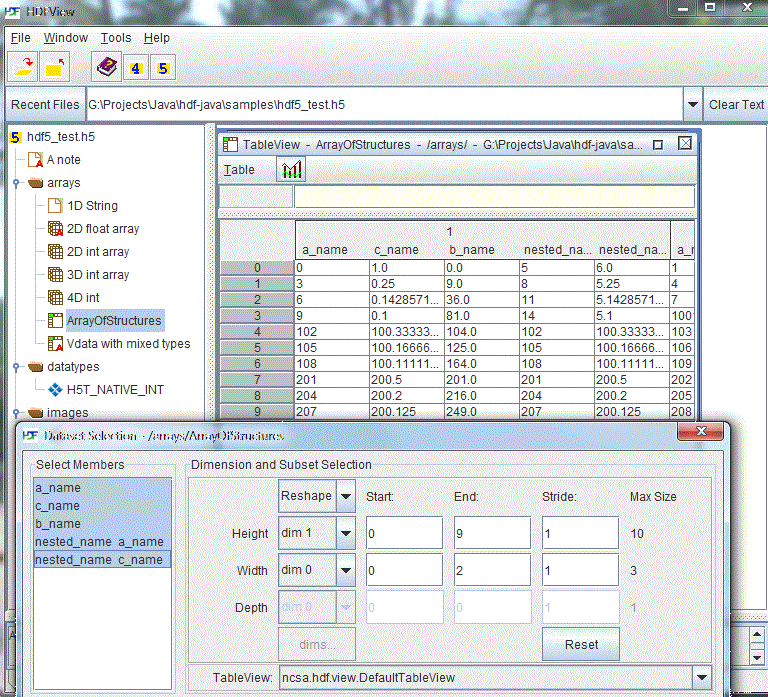 HDFView
File Window Tools Help
4 5
Recent Files G:\Projects\Java\hdf-java\samples\hdf5_test.h5 Clear Text
5 hdf5_test.h5
A note
arrays
1D String
2D float array
2D int array
3D int array
4D int
ArrayOfStructures
Vdata with mixed types
datatypes
H5T_NATIVE_INT
images
TableView - ArrayOfStructures - /arrays/ - G:\Projects\Java\hdf-java\sa...
Table
1
a_name c_name b_name nested_na... nested_na...
0 0 1.0 0.0 5 6.0 1
1 3 0.25 9.0 8 5.25 4
2 6 0.1428571... 36.0 11 5.1428571... 7
3 9 0.1 81.0 14 5.1 100
4 102 100.33333... 104.0 102 100.33333... 103
5 105 100.16666... 125.0 105 100.16666... 106
6 108 100.11111... 164.0 108 100.11111... 109
7 201 200.5 201.0 201 200.5 202
8 204 200.2 216.0 204 200.2 205
9 207 200.125 249.0 207 200.125 208
Dataset Selection - /arrays/ArrayOfStructures
Select Members
a_name
c_name
b_name
nested_name a_name
nested_name c_name
Dimension and Subset Selection
Reshape Start: End: Stride: Max Size
Height dim 1 0 9 1 10
Width dim 0 0 2 1 3
Depth dim 0 0 0 1 1
dims... Reset
TableView: ncsa.hdf.view.DefaultTableView